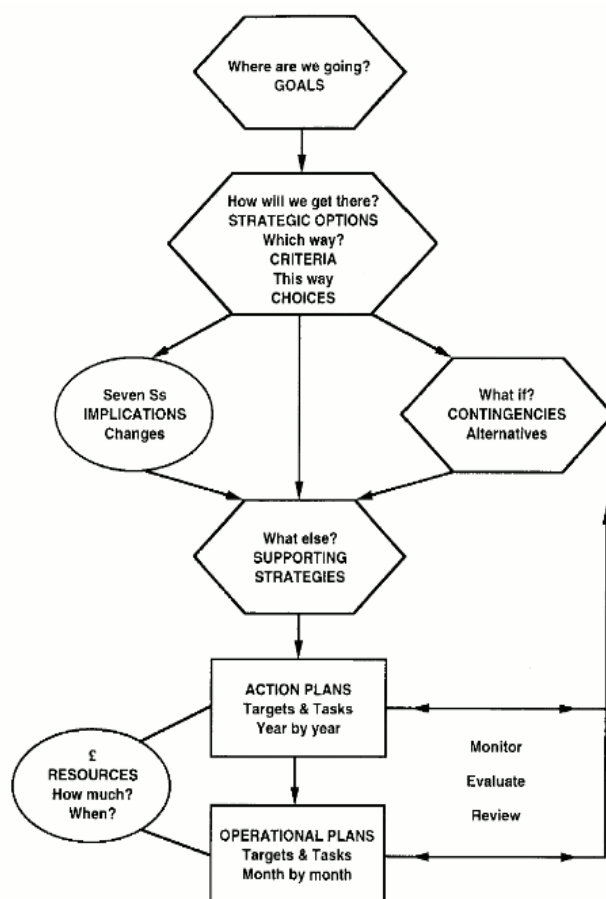 Where are we going?
GOALS
How will we get there?
STRATEGIC OPTIONS
Which way?
CRITERIA
This way
CHOICES
Seven Ss
IMPLICATIONS
Changes
What if?
CONTINGENCIES
Alternatives
What else?
SUPPORTING
STRATEGIES
ACTION PLANS
Targets & Tasks
Year by year
£
RESOURCES
How much?
When?
Monitor
Evaluate
Review
OPERATIONAL PLANS
Targets & Tasks
Month by month